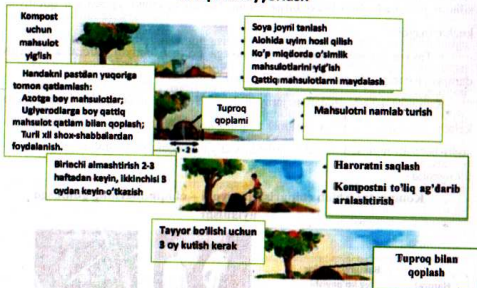 Kompost
uchun
mahsulot
yig'ish
Soya joyni tanlash
Alohida uyim hosil qilish
Ko'p miqdorda o'simlik
mahsulotlarini yig'ish
Qattiq mahsulotlarni maydalash
Handakni pastdan yuqoriga
tomon qatlamlash:
Azotga boy mahsulotlar;
Uglyerodlarga boy qattiq
mahsulot qatlam bilan qoplash;
Turli xil shox-shabbalardan
foydalanish.
Tuproq
qoplami
Mahsulotni namlab turish
1-2
Birinchi almashtirish 2-3
haftadan keyin, ikkinchisi 3
oydan keyin o'tkazish
Haroratni saqlash
Kompostni to'liq ag'darib
aralashtirish
Tayyor bo'lishi uchun
3 oy kutish kerak
Tuproq bilan
qoplash